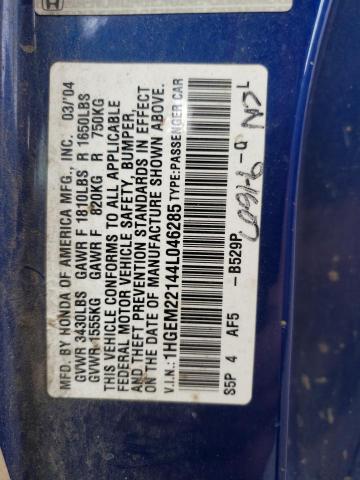 MFD. BY HONDA OF AMERICA MFG., INC. 03/'04
GVWR 3430LBS GAWR F 1810LBS R 1650LBS
GVWR 1555KG GAWR F 820KG R 750KG
THIS VEHICLE CONFORMS TO ALL APPLICABLE
FEDERAL MOTOR VEHICLE SAFETY, BUMPER,
AND THEFT PREVENTION STANDARDS IN EFFECT
ON THE DATE OF MANUFACTURE SHOWN ABOVE.
V.I.N.: 1HGEM22144L046285 TYPE:PASSENGER CAR
S5P 4 AF5 -B529P -Q L